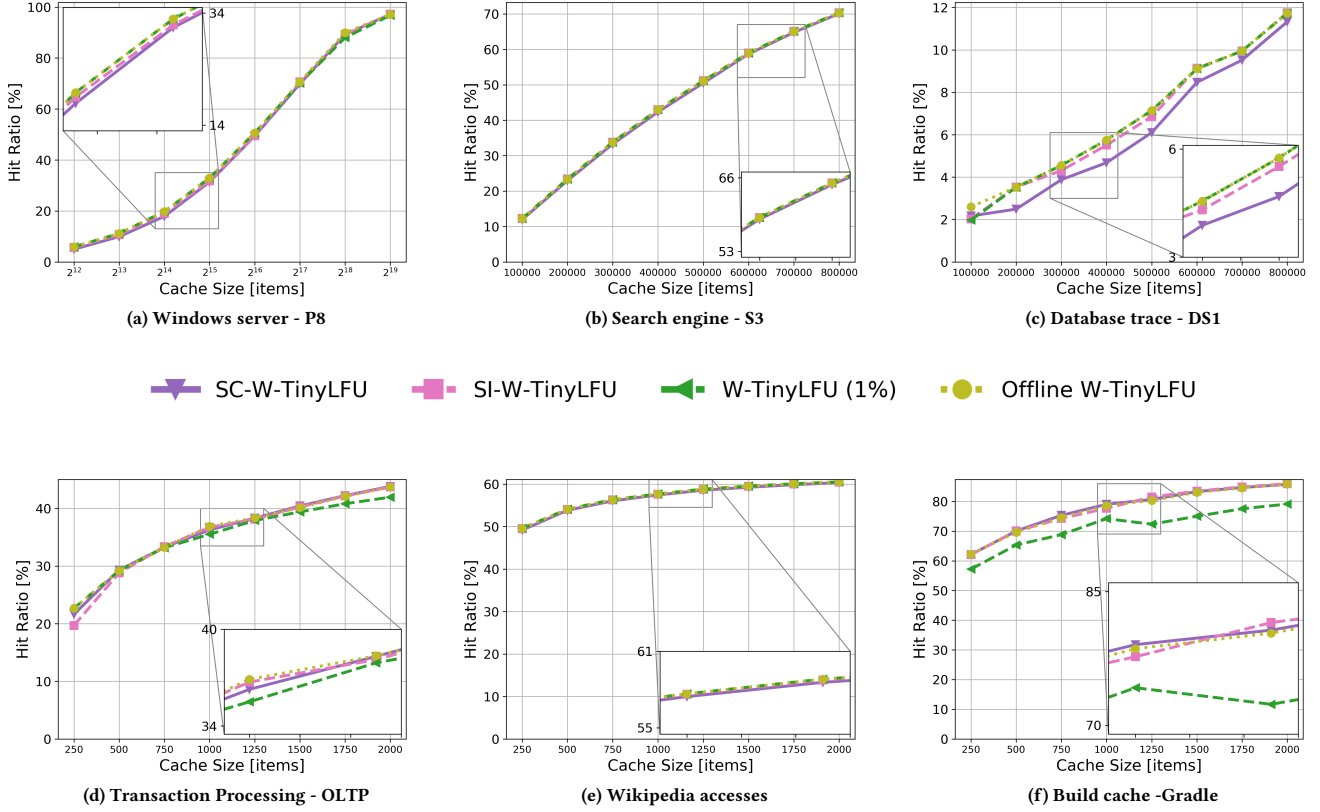 Hit Ratio [%]
100
80
60
40
20
0
34
14
2^12 2^13 2^14 2^15 2^16 2^17 2^18 2^19
Cache Size [items]
(a) Windows server - P8
Hit Ratio [%]
70
60
50
40
30
20
10
0
66
53
100000 200000 300000 400000 500000 600000 700000 800000
Cache Size [items]
(b) Search engine - S3
Hit Ratio [%]
12
10
8
6
4
2
0
6
3
100000 200000 300000 400000 500000 600000 700000 800000
Cache Size [items]
(c) Database trace - DS1
SC-W-TinyLFU SI-W-TinyLFU W-TinyLFU (1%) Offline W-TinyLFU
Hit Ratio [%]
40
30
20
10
0
40
34
250 500 750 1000 1250 1500 1750 2000
Cache Size [items]
(d) Transaction Processing - OLTP
Hit Ratio [%]
60
50
40
30
20
10
0
61
55
250 500 750 1000 1250 1500 1750 2000
Cache Size [items]
(e) Wikipedia accesses
Hit Ratio [%]
80
70
60
50
40
30
20
10
0
85
70
250 500 750 1000 1250 1500 1750 2000
Cache Size [items]
(f) Build cache -Gradle